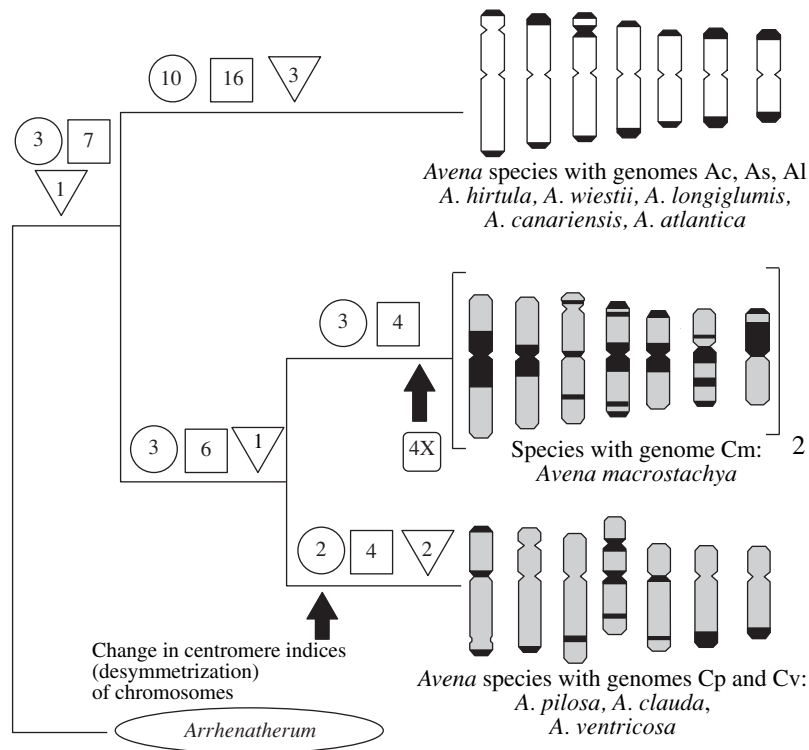 10 16 3
3 7
1
Avena species with genomes Ac, As, Al
A. hirtula, A. wiestii, A. longiglumis,
A. canariensis, A. atlantica
3 4
4X
2
Species with genome Cm:
Avena macrostachya
3 6 1
2 4 2
Change in centromere indices
(desymmetrization)
of chromosomes
Avena species with genomes Cp and Cv:
A. pilosa, A. clauda,
A. ventricosa
Arrhenatherum